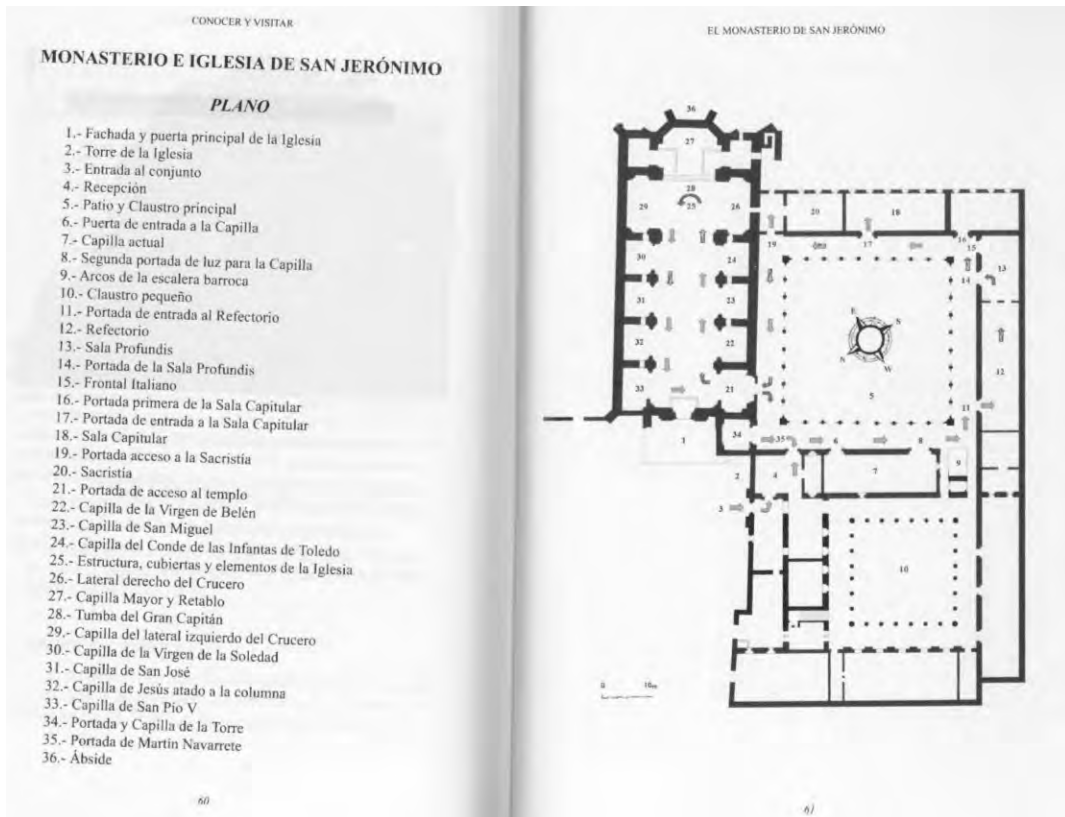 CONOCER Y VISITAR
MONASTERIO E IGLESIA DE SAN JERÓNIMO
PLANO
1.- Fachada y puerta principal de la Iglesia
2.- Torre de la Iglesia
3.- Entrada al conjunto
4.- Recepción
5.- Patio y Claustro principal
6.- Puerta de entrada a la Capilla
7.- Capilla actual
8.- Segunda portada de luz para la Capilla
9.- Arcos de la escalera barroca
10.- Claustro pequeño
11.- Portada de entrada al Refectorio
12.- Refectorio
13.- Sala Profundis
14.- Portada de la Sala Profundis
15.- Frontal Italiano
16.- Portada primera de la Sala Capitular
17.- Portada de entrada a la Sala Capitular
18.- Sala Capitular
19.- Portada acceso a la Sacristía
20.- Sacristía
21.- Portada de acceso al templo
22.- Capilla de la Virgen de Belén
23.- Capilla de San Miguel
24.- Capilla del Conde de las Infantas de Toledo
25.- Estructura, cubiertas y elementos de la Iglesia
26.- Lateral derecho del Crucero
27.- Capilla Mayor y Retablo
28.- Tumba del Gran Capitán
29.- Capilla del lateral izquierdo del Crucero
30.- Capilla de la Virgen de la Soledad
31.- Capilla de San José
32.- Capilla de Jesús atado a la columna
33.- Capilla de San Pío V
34.- Portada y Capilla de la Torre
35.- Portada de Martín Navarrete
36.- Ábside
60
EL MONASTERIO DE SAN JERÓNIMO
36
27
28
29 25 26
20 18
19 17 16
15
30 24
14 13
31 23
E S
32 22
N W
12
33 21
5
11
1 34 35 6 8
2 4 7 9
3
10
0 10m
61